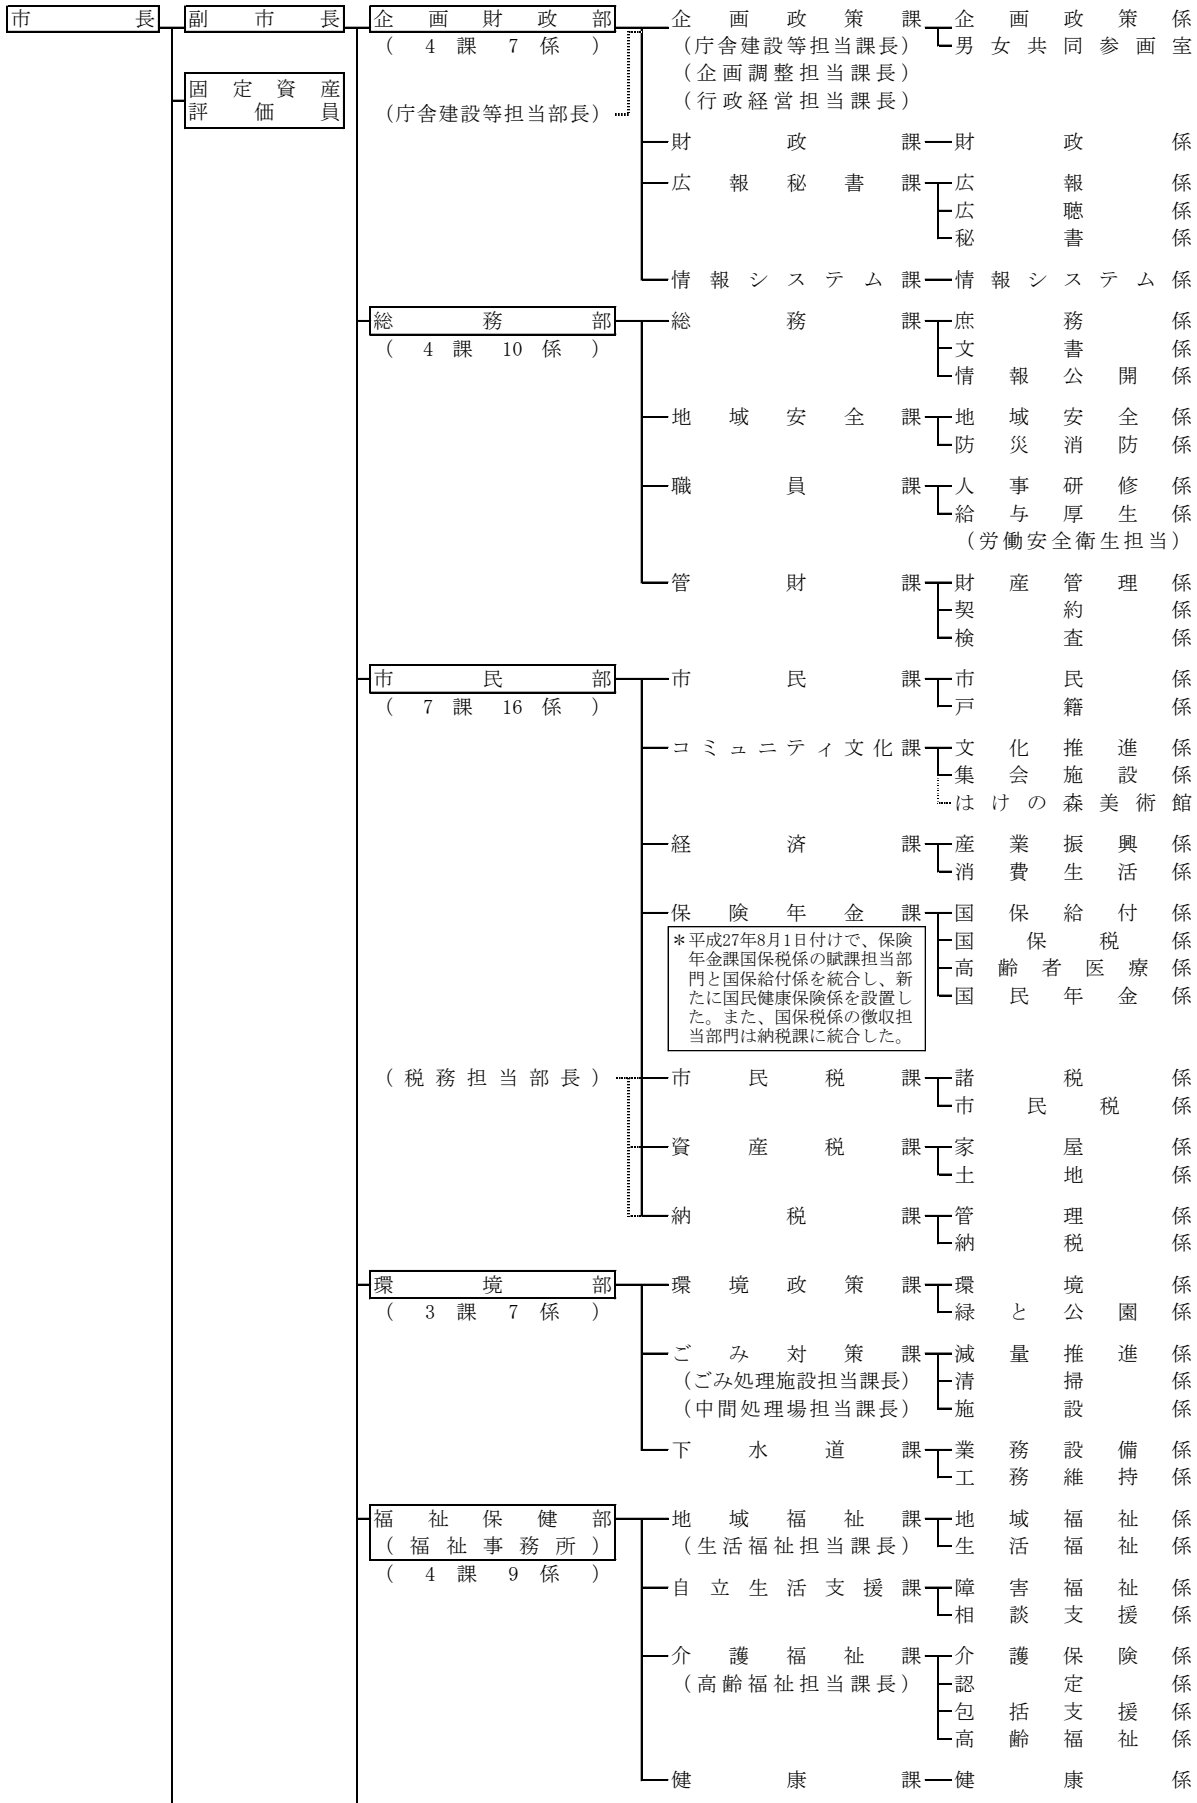 市長 副市長 企画財政部 企画政策課 企画政策係
(4課7係) (庁舎建設等担当課長) 男女共同参画室
(企画調整担当課長)
固定資産評価員
(行政経営担当課長)
(庁舎建設等担当部長)
財政課 財政係
広報秘書課 広報係
広聴係
秘書係
情報システム課 情報システム係
総務部 総務課 庶務係
(4課10係) 文書係
情報公開係
地域安全課 地域安全係
防災消防係
職員課 人事研修係
給与厚生係
(労働安全衛生担当)
管財課 財産管理係
契約係
検査係
市民部 市民課 市民係
(7課16係) 戸籍係
コミュニティ文化課 文化推進係
集会施設係
はけの森美術館
経済課 産業振興係
消費生活係
保険年金課 国保給付係
国保税係
高齢者医療係
国民年金係
*平成27年8月1日付けで、保険
年金課国保税係の賦課担当部
門と国保給付係を統合し、新
たに国民健康保険係を設置し
た。また、国保税係の徴収担
当部門は納税課に統合した。
(税務担当部長) 市民税課 諸税係
市民税係
資産税課 家屋係
土地係
納税課 管理係
納税係
環境部 環境政策課 環境係
(3課7係) 緑と公園係
ごみ対策課 減量推進係
(ごみ処理施設担当課長) 清掃係
(中間処理場担当課長) 施設係
下水道課 業務設備係
工務維持係
福祉保健部 地域福祉課 地域福祉係
(福祉事務所) (生活福祉担当課長) 生活福祉係
(4課9係)
自立生活支援課 障害福祉係
相談支援係
介護福祉課 介護保険係
(高齢福祉担当課長) 認定係
包括支援係
高齢福祉係
健康課 健康係